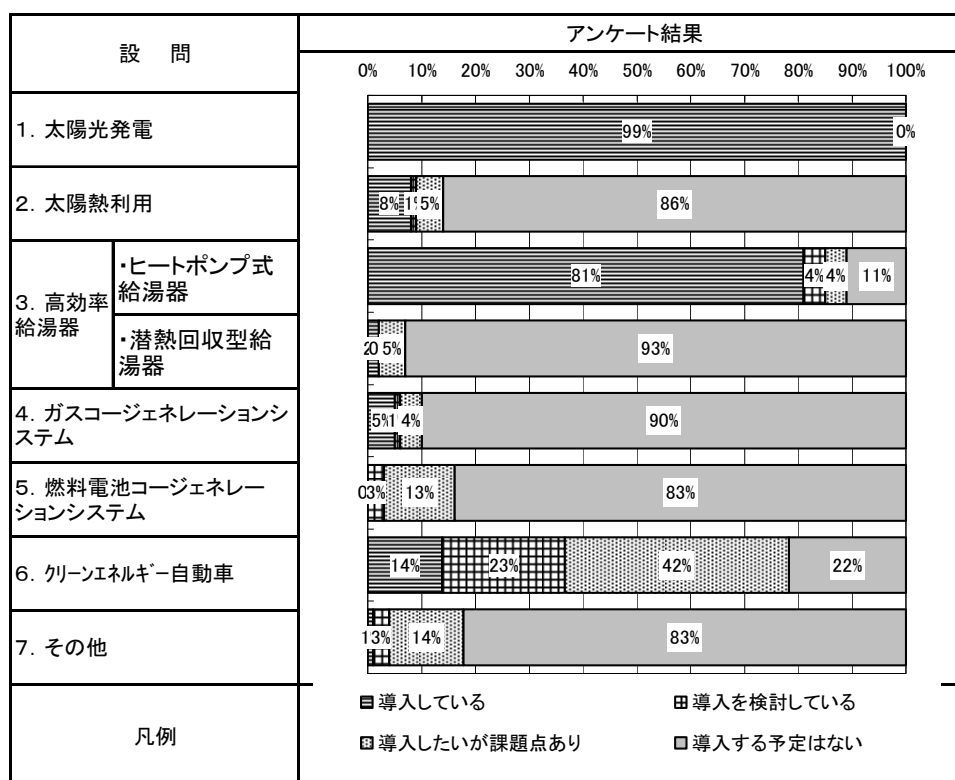 設　問
アンケート結果
0% 10% 20% 30% 40% 50% 60% 70% 80% 90% 100%
1．太陽光発電
99% 0%
2．太陽熱利用
8% 1% 5% 86%
3．高効率
給湯器
・ヒートポンプ式
給湯器
81% 4% 4% 11%
・潜熱回収型給
湯器
2 0 5% 93%
4．ガスコージェネレーションシ
ステム
5% 1 4% 90%
5．燃料電池コージェネレー
ションシステム
0 3% 13% 83%
6．ｸﾘｰﾝエネルｷﾞｰ自動車
14% 23% 42% 22%
7．その他
1 3% 14% 83%
凡例
導入している
導入を検討している
導入したいが課題点あり
導入する予定はない